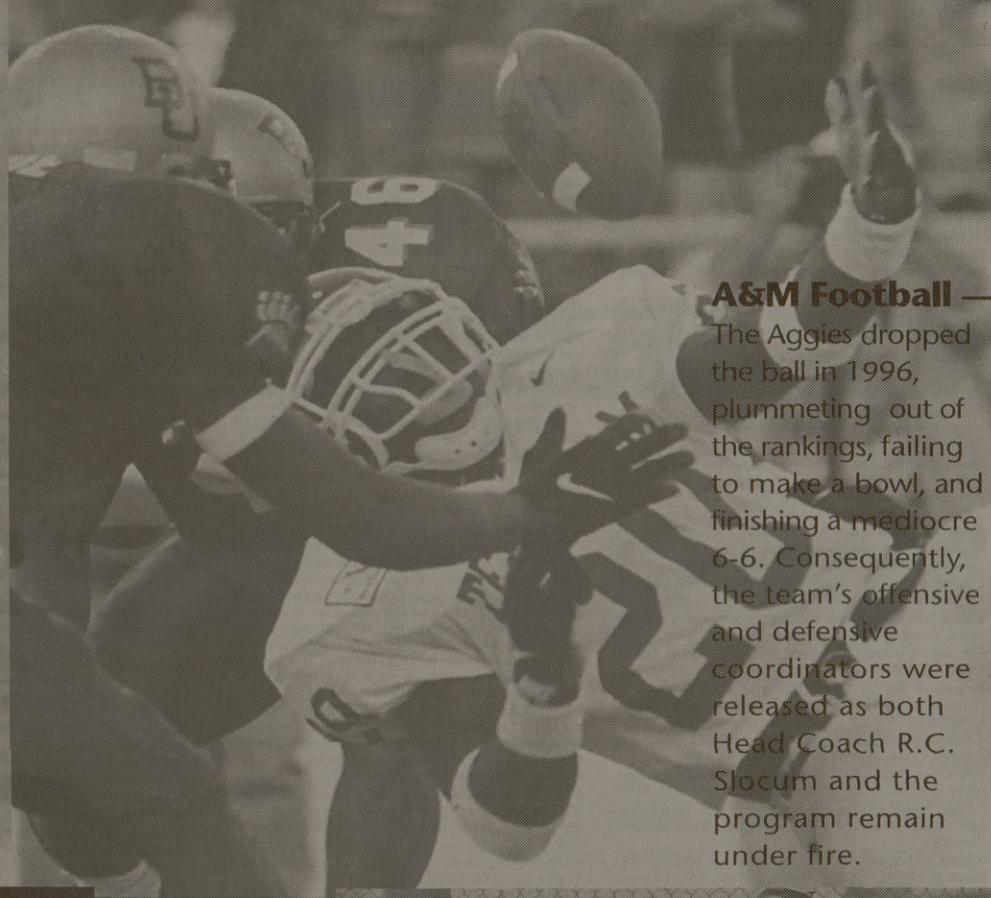 BU
46
A&M Football —
The Aggies dropped
the ball in 1996,
plummeting out of
the rankings, failing
to make a bowl, and
finishing a mediocre
6-6. Consequently,
the team's offensive
and defensive
coordinators were
released as both
Head Coach R.C.
Slocum and the
program remain
under fire.